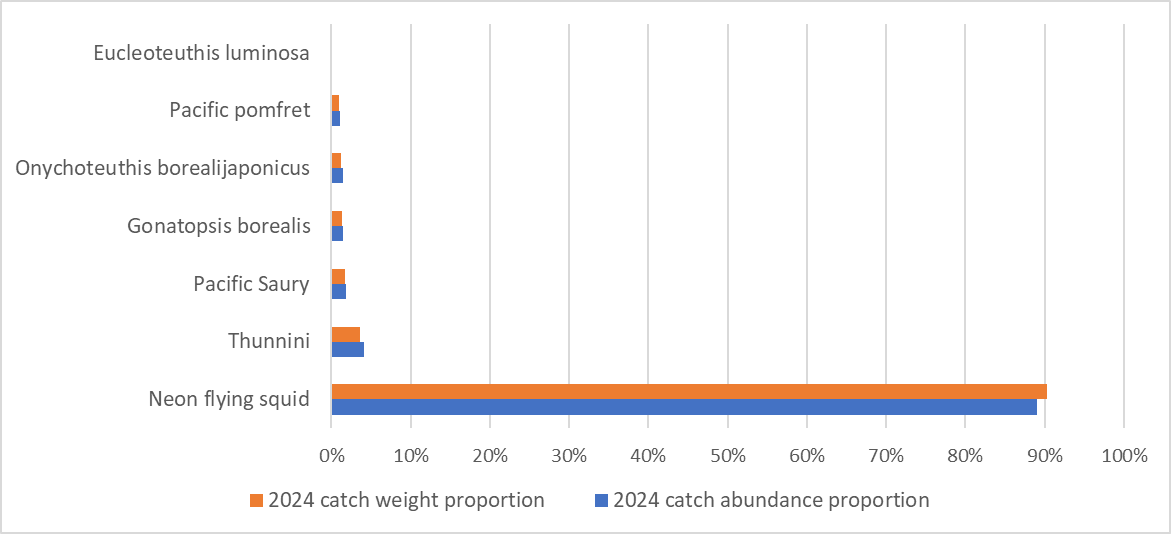 Eucleoteuthis luminosa
Pacific pomfret
Onychoteuthis borealijaponicus
Gonatopsis borealis
Pacific Saury
Thunnini
Neon flying squid
0% 10% 20% 30% 40% 50% 60% 70% 80% 90% 100%
2024 catch weight proportion 2024 catch abundance proportion